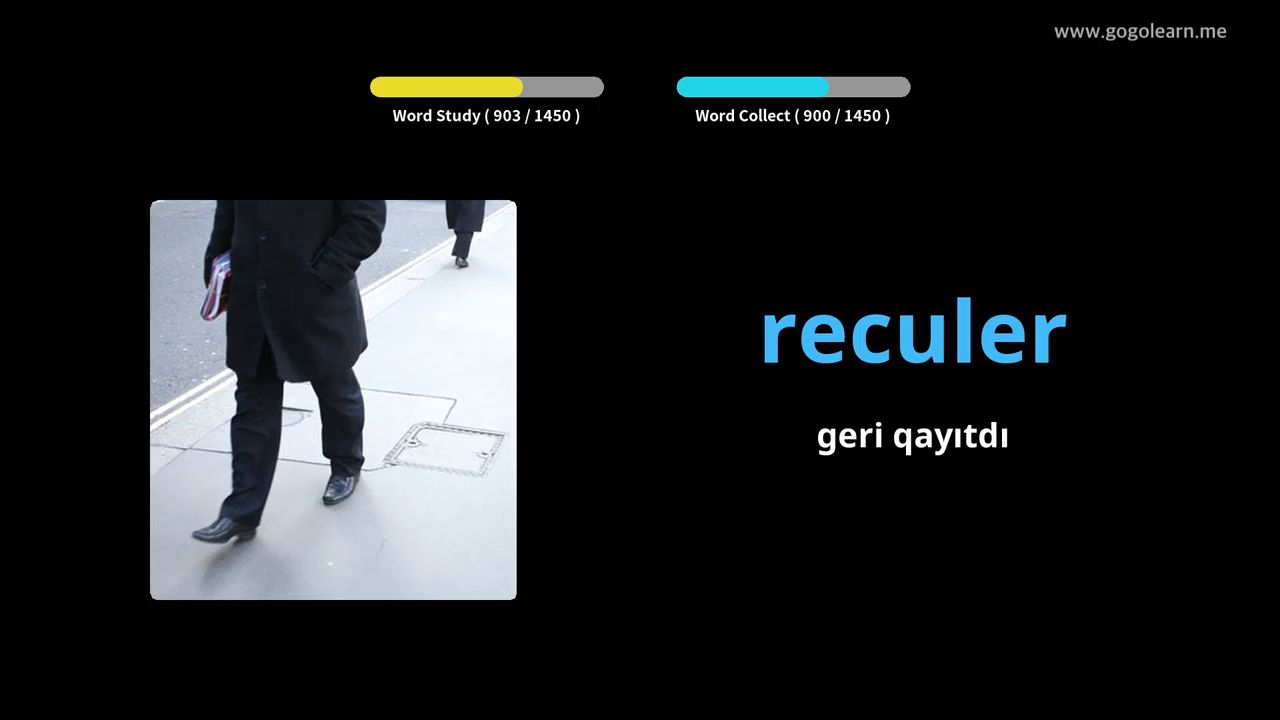 www.gogolearn.me
Word Study ( 903 / 1450 )
Word Collect ( 900 / 1450 )
reculer
geri qayıtdı